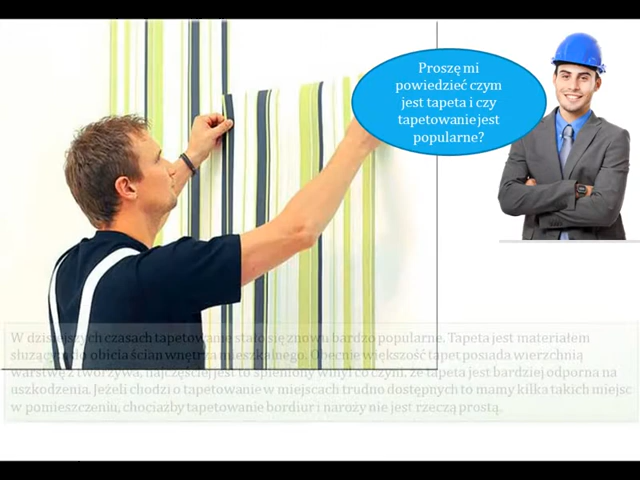 Proszę mi
powiedzieć czym
jest tapeta i czy
tapetowanie jest
popularne?
W dzisiejszych czasach tapetowanie stało się znowu bardzo popularne. Tapeta jest materiałem
służącym do obicia ścian wnętrza mieszkalnego. Obecnie większość tapet posiada wierzchnią
warstwę z tworzywa, najczęściej jest to spieniony winyl co czym, że tapeta jest bardziej odporna na
uszkodzenia. Jeżeli chodzi o tapetowanie w miejscach trudno dostępnych to mamy kilka takich miejsc
w pomieszczeniu, chociażby tapetowanie bordiur i naroży nie jest rzeczą prostą.